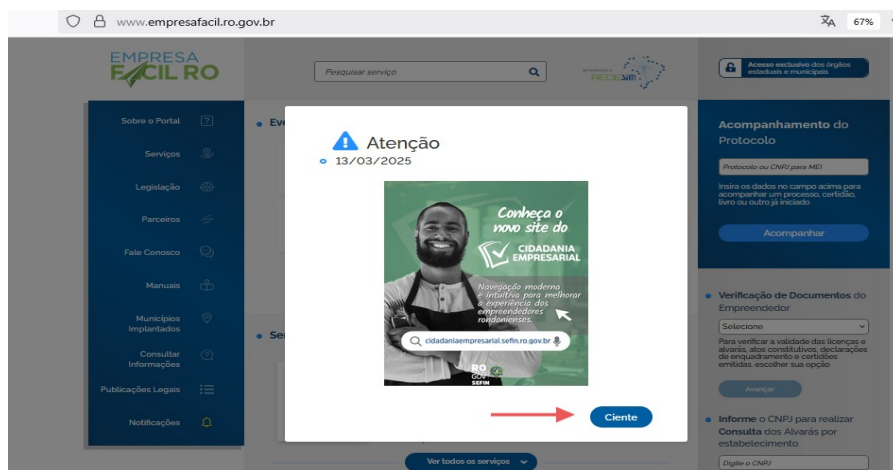 www.empresafacil.ro.gov.br
67%
EMPRESA
FÁCIL RO
Pesquisar serviço
REDESIM
Acesso exclusivo dos órgãos
estaduais e municipais
Sobre o Portal
Serviços
Legislação
Parceiros
Fale Conosco
Manuais
Municípios
Implantados
Consultar
Informações
Publicações Legais
Notificações
Eve
Ser
Atenção
13/03/2025
Conheça o
novo site do
CIDADANIA
EMPRESARIAL
Navegação moderna
e intuitiva para melhorar
a experiência dos
empreendedores
rondonienses.
cidadaniaempresarial.sefin.ro.gov.br
RO
GOV
SEFIN
Ciente
Ver todos os serviços
Acompanhamento do
Protocolo
Protocolo ou CNPJ para MEI
Insira os dados no campo acima para
acompanhar um processo, certidão,
livro ou outro já iniciado
Acompanhar
Verificação de Documentos do
Empreendedor
Selecione
Para verificar a validade das licenças e
alvarás, atos constitutivos, declarações
de enquadramento e certidões
emitidas, escolher sua opção
Avançar
Informe o CNPJ para realizar
Consulta dos Alvarás por
estabelecimento
Digite o CNPJ